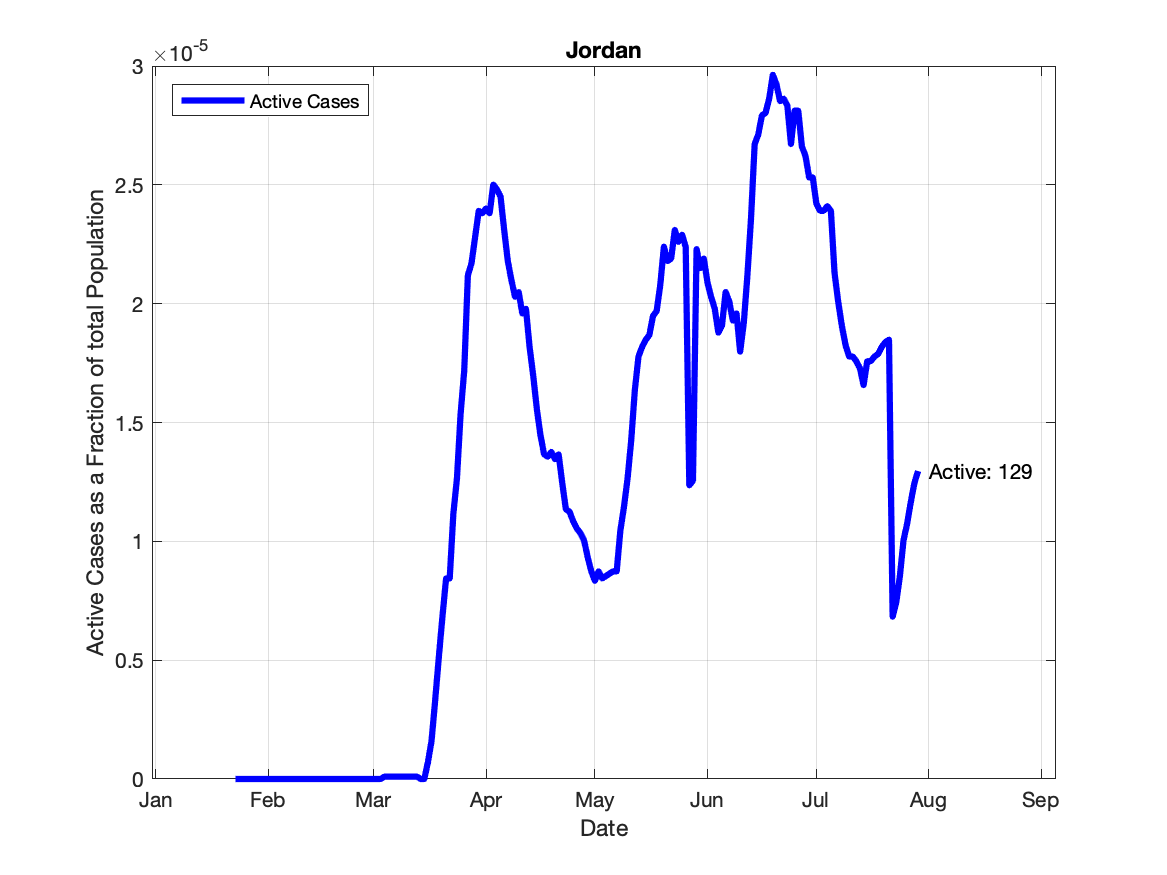 Jordan
×10-5
3
2.5
2
1.5
1
0.5
0
Active Cases as a Fraction of total Population
Active Cases
Active: 129
Jan Feb Mar Apr May Jun Jul Aug Sep
Date